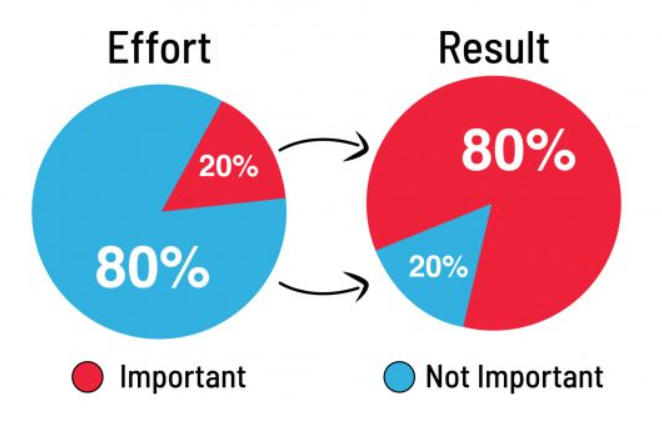 Effort
Result
20%
80%
80%
20%
Important
Not Important